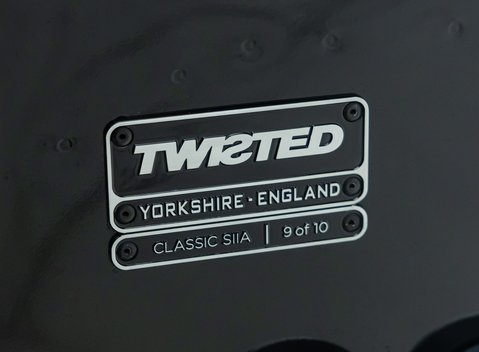 TWISTED
YORKSHIRE - ENGLAND
CLASSIC SIIA | 9 of 10